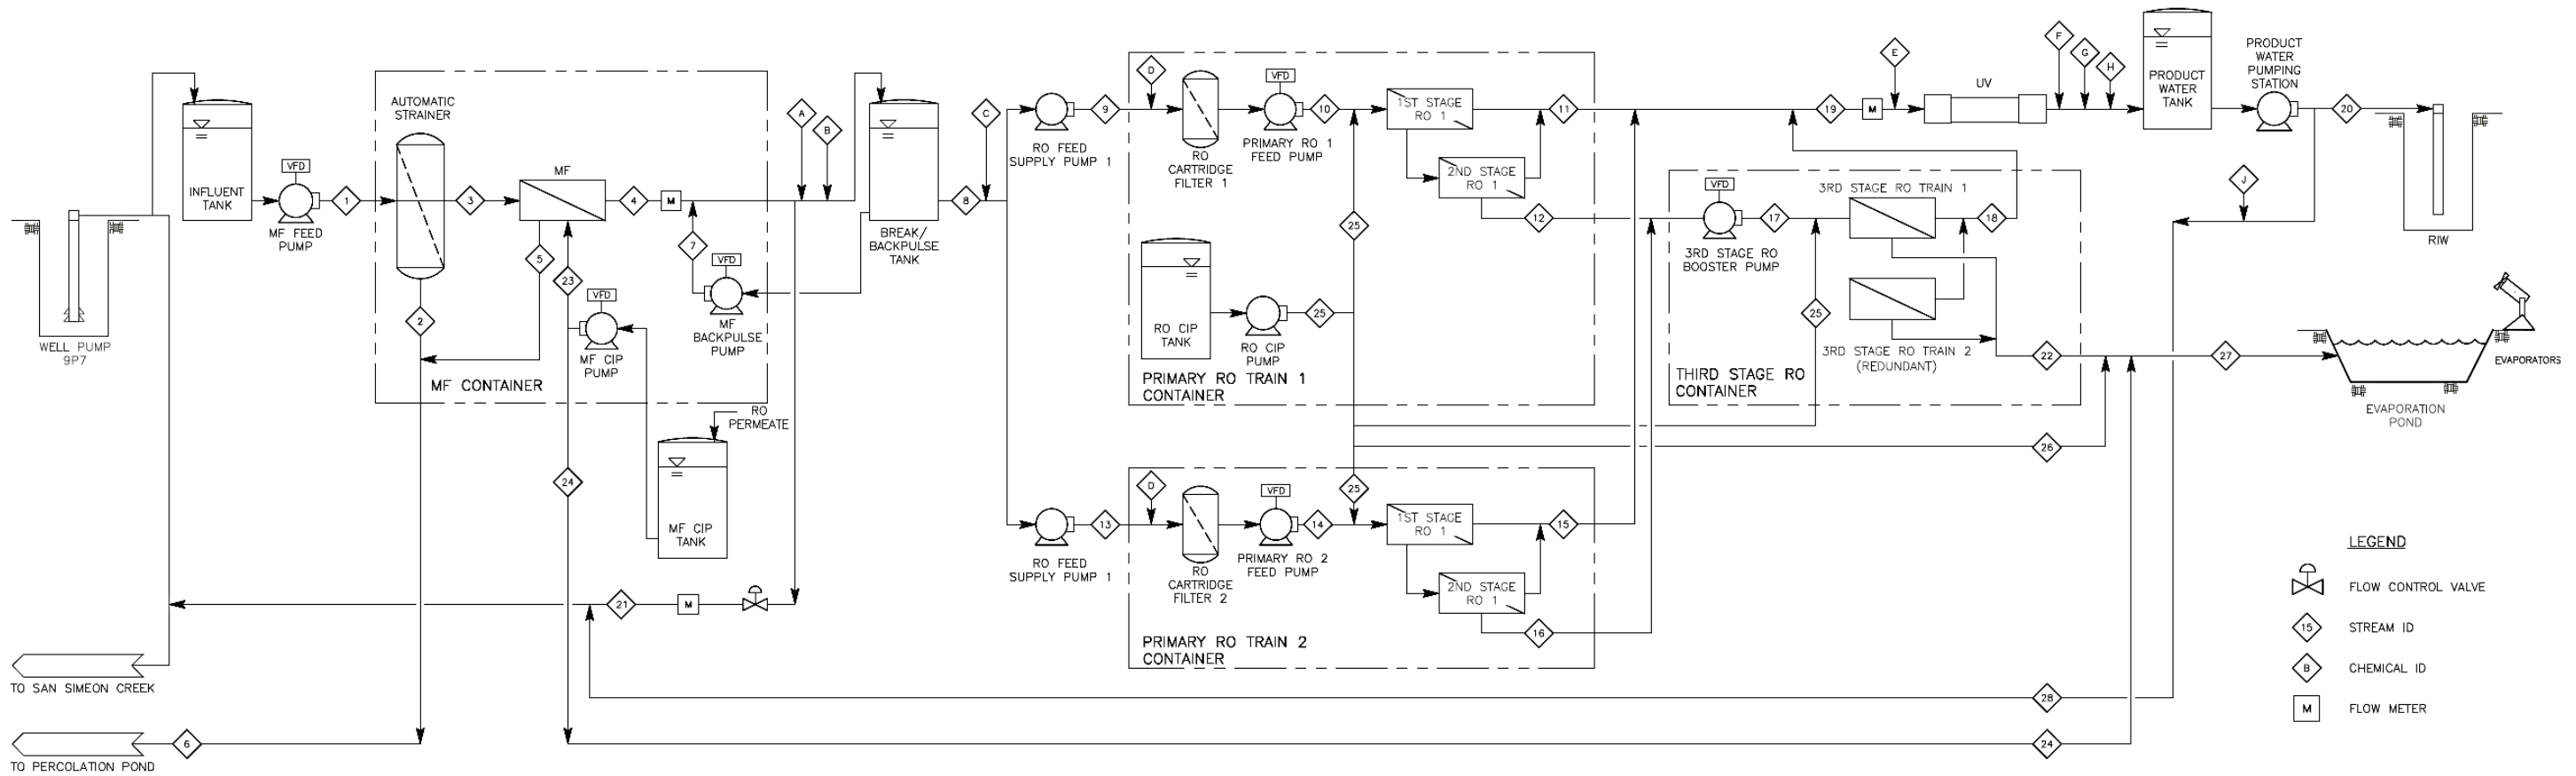 WELL PUMP
9P7
TO SAN SIMEON CREEK
TO PERCOLATION POND
6
INFLUENT
TANK
VFD
MF FEED
PUMP
1
AUTOMATIC
STRAINER
2
3
MF
4
M
5
23
7
VFD
MF
BACKPULSE
PUMP
VFD
MF CIP
PUMP
MF CONTAINER
RO
PERMEATE
MF CIP
TANK
24
21
M
A
B
BREAK/
BACKPULSE
TANK
8
C
RO FEED
SUPPLY PUMP 1
9
D
RO
CARTRIDGE
FILTER 1
VFD
PRIMARY RO 1
FEED PUMP
10
1ST STAGE
RO 1
2ND STAGE
RO 1
11
12
25
RO CIP
TANK
RO CIP
PUMP
25
PRIMARY RO TRAIN 1
CONTAINER
RO FEED
SUPPLY PUMP 1
13
D
RO
CARTRIDGE
FILTER 2
VFD
PRIMARY RO 2
FEED PUMP
14
25
1ST STAGE
RO 1
2ND STAGE
RO 1
15
16
PRIMARY RO TRAIN 2
CONTAINER
VFD
3RD STAGE RO
BOOSTER PUMP
17
25
3RD STAGE RO TRAIN 1
18
3RD STAGE RO TRAIN 2
(REDUNDANT)
THIRD STAGE RO
CONTAINER
19
M
E
UV
F
G
H
PRODUCT
WATER
TANK
PRODUCT
WATER
PUMPING
STATION
20
RIW
J
22
26
27
EVAPORATORS
EVAPORATION
POND
28
24
LEGEND
FLOW CONTROL VALVE
15
STREAM ID
B
CHEMICAL ID
M
FLOW METER